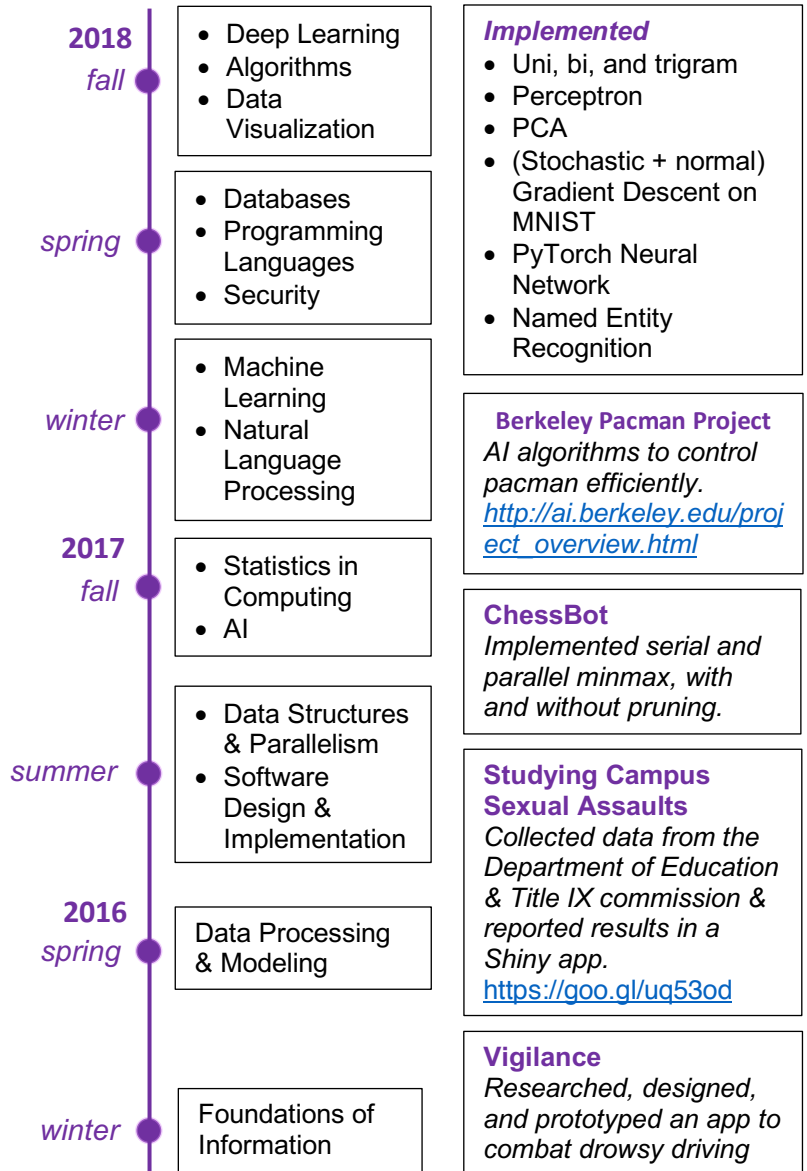 2018
fall
• Deep Learning
• Algorithms
• Data
Visualization
spring
• Databases
• Programming
Languages
• Security
winter
• Machine
Learning
• Natural
Language
Processing
2017
fall
• Statistics in
Computing
• AI
summer
• Data Structures
& Parallelism
• Software
Design &
Implementation
2016
spring
Data Processing
& Modeling
winter
Foundations of
Information
Implemented
• Uni, bi, and trigram
• Perceptron
• PCA
• (Stochastic + normal)
Gradient Descent on
MNIST
• PyTorch Neural
Network
• Named Entity
Recognition
Berkeley Pacman Project
AI algorithms to control
pacman efficiently.
http://ai.berkeley.edu/proj
ect_overview.html
ChessBot
Implemented serial and
parallel minmax, with
and without pruning.
Studying Campus
Sexual Assaults
Collected data from the
Department of Education
& Title IX commission &
reported results in a
Shiny app.
https://goo.gl/uq53od
Vigilance
Researched, designed,
and prototyped an app to
combat drowsy driving